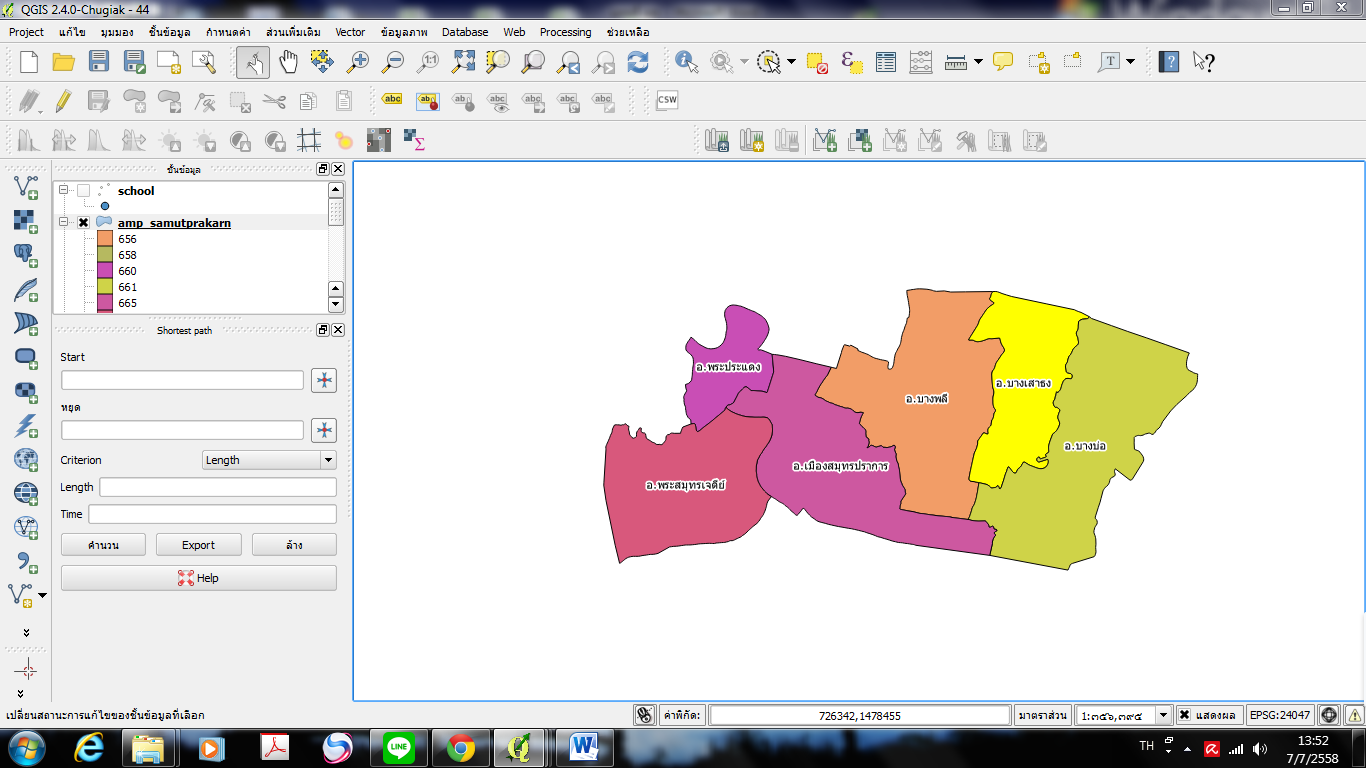 QGIS 2.4.0-Chugiak - 44
Project แก้ไข มุมมอง ชั้นข้อมูล กำหนดค่า ส่วนเพิ่มเติม Vector ข้อมูลภาพ Database Web Processing ช่วยเหลือ
1:1 ε T ?
abc ab abc abc abc abc abc CSW
Σ
ชั้นข้อมูล
school
amp_samutprakarn
656
658
660
661
665
Shortest path
Start
หยุด
Criterion Length
Length
Time
คำนวน Export ล้าง
Help
อ.พระประแดง
อ.บางเสาธง
อ.บางพลี
อ.บางบ่อ
อ.เมืองสมุทรปราการ
อ.พระสมุทรเจดีย์
เปลี่ยนสถานะการแก้ไขของชั้นข้อมูลที่เลือก ค่าพิกัด: 726342,1478455 มาตราส่วน 1:๓๔๖,๓๙๕ แสดงผล EPSG:24047
LINE W TH 13:52
7/7/2558